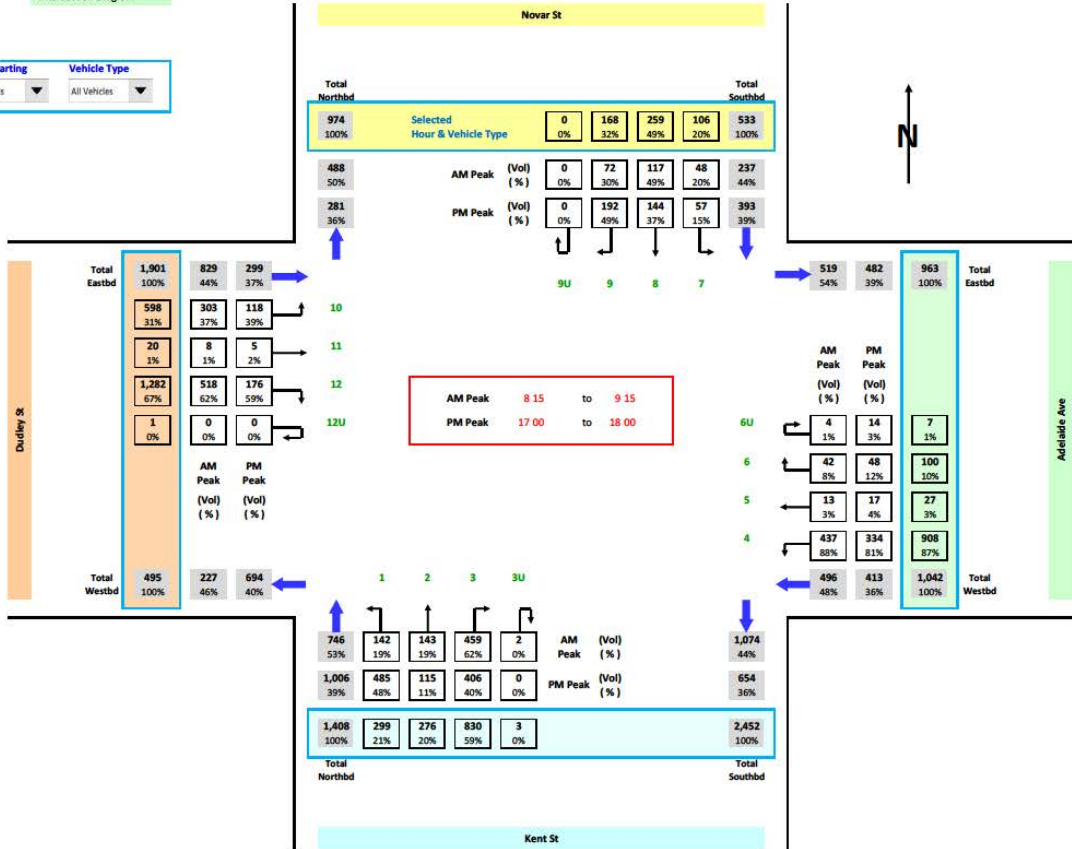 Novar St
arting Vehicle Type
s All Vehicles
Total Northbd
Total Southbd
974 100% Selected Hour & Vehicle Type 0 0% 168 32% 259 49% 106 20% 533 100%
488 50% AM Peak (Vol) (%) 0 0% 72 30% 117 49% 48 20% 237 44%
281 36% PM Peak (Vol) (%) 0 0% 192 49% 144 37% 57 15% 393 39%
N
9U 9 8 7
Total Eastbd 1,901 100% 829 44% 299 37%
598 31% 303 37% 118 39% 10
20 1% 8 1% 5 2% 11
1,282 67% 518 62% 176 59% 12
1 0% 0 0% 0 0% 12U
AM Peak (Vol) (%) PM Peak (Vol) (%)
Dudley St
Total Westbd 495 100% 227 46% 694 40%
AM Peak 8 15 to 9 15
PM Peak 17 00 to 18 00
519 54% 482 39% 963 100% Total Eastbd
AM Peak (Vol) (%) PM Peak (Vol) (%)
6U 4 1% 14 3% 7 1%
6 42 8% 48 12% 100 10%
5 13 3% 17 4% 27 3%
4 437 88% 334 81% 908 87%
496 48% 413 36% 1,042 100% Total Westbd
Adelaide Ave
1 2 3 3U
746 53% 142 19% 143 19% 459 62% 2 0% AM Peak (Vol) (%) 1,074 44%
1,006 39% 485 48% 115 11% 406 40% 0 0% PM Peak (Vol) (%) 654 36%
1,408 100% 299 21% 276 20% 830 59% 3 0% 2,452 100%
Total Northbd
Total Southbd
Kent St